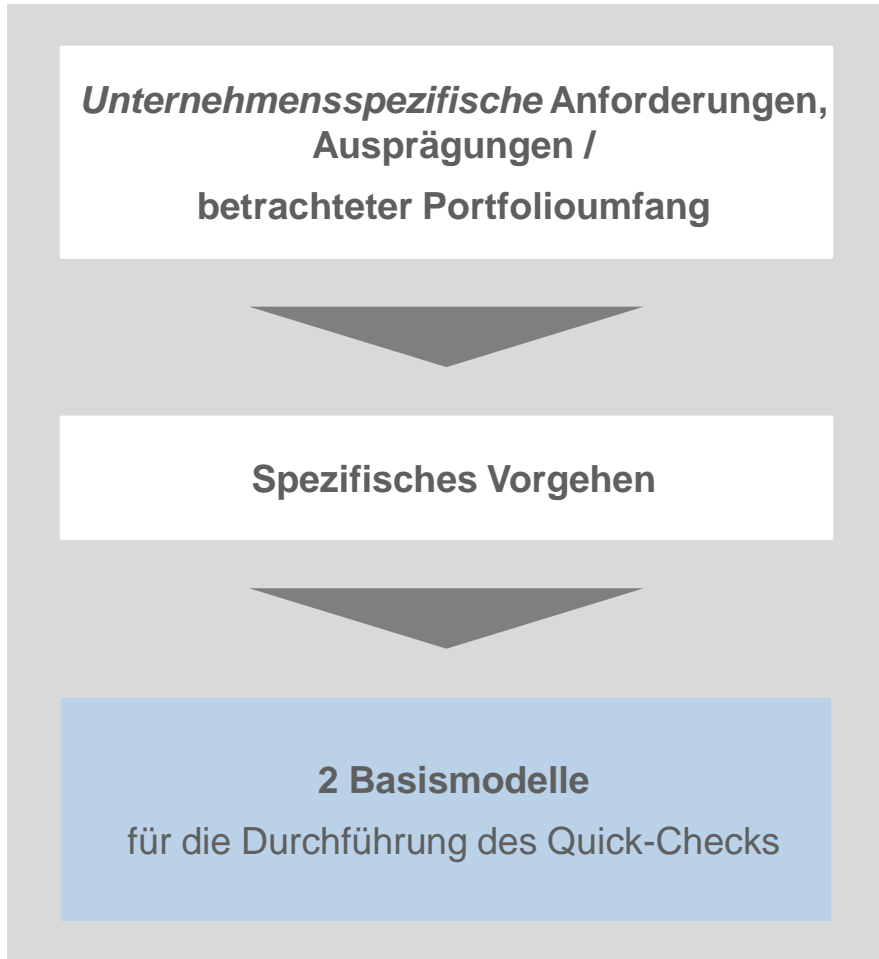 Unternehmensspezifische Anforderungen,
Ausprägungen /
betrachteter Portfolioumfang
Spezifisches Vorgehen
2 Basismodelle
für die Durchführung des Quick-Checks